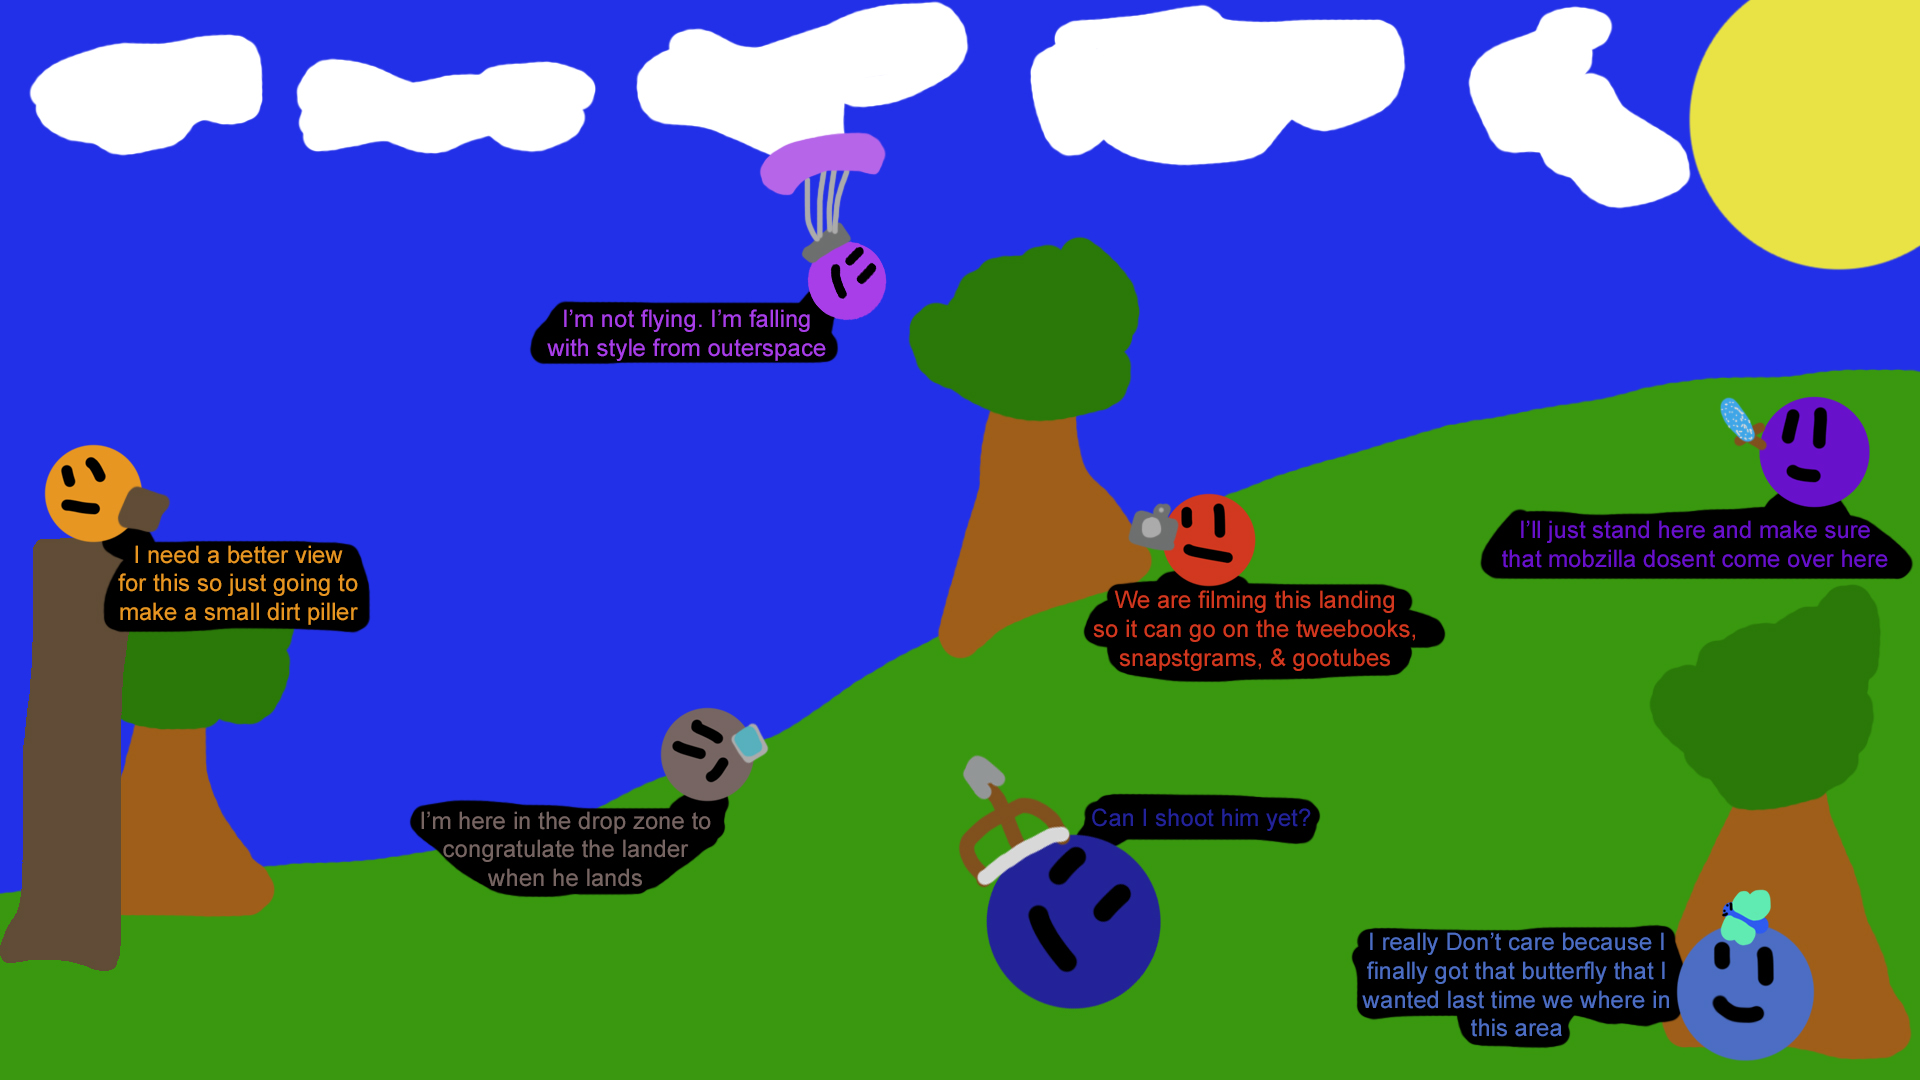 I'm not flying. I'm falling
with style from outerspace
I need a better view
for this so just going to
make a small dirt piller
I'll just stand here and make sure
that mobzilla dosent come over here
We are filming this landing
so it can go on the tweebooks,
snapstgrams, & gootubes
I'm here in the drop zone to
congratulate the lander
when he lands
Can I shoot him yet?
I really Don't care because I
finally got that butterfly that I
wanted last time we where in
this area